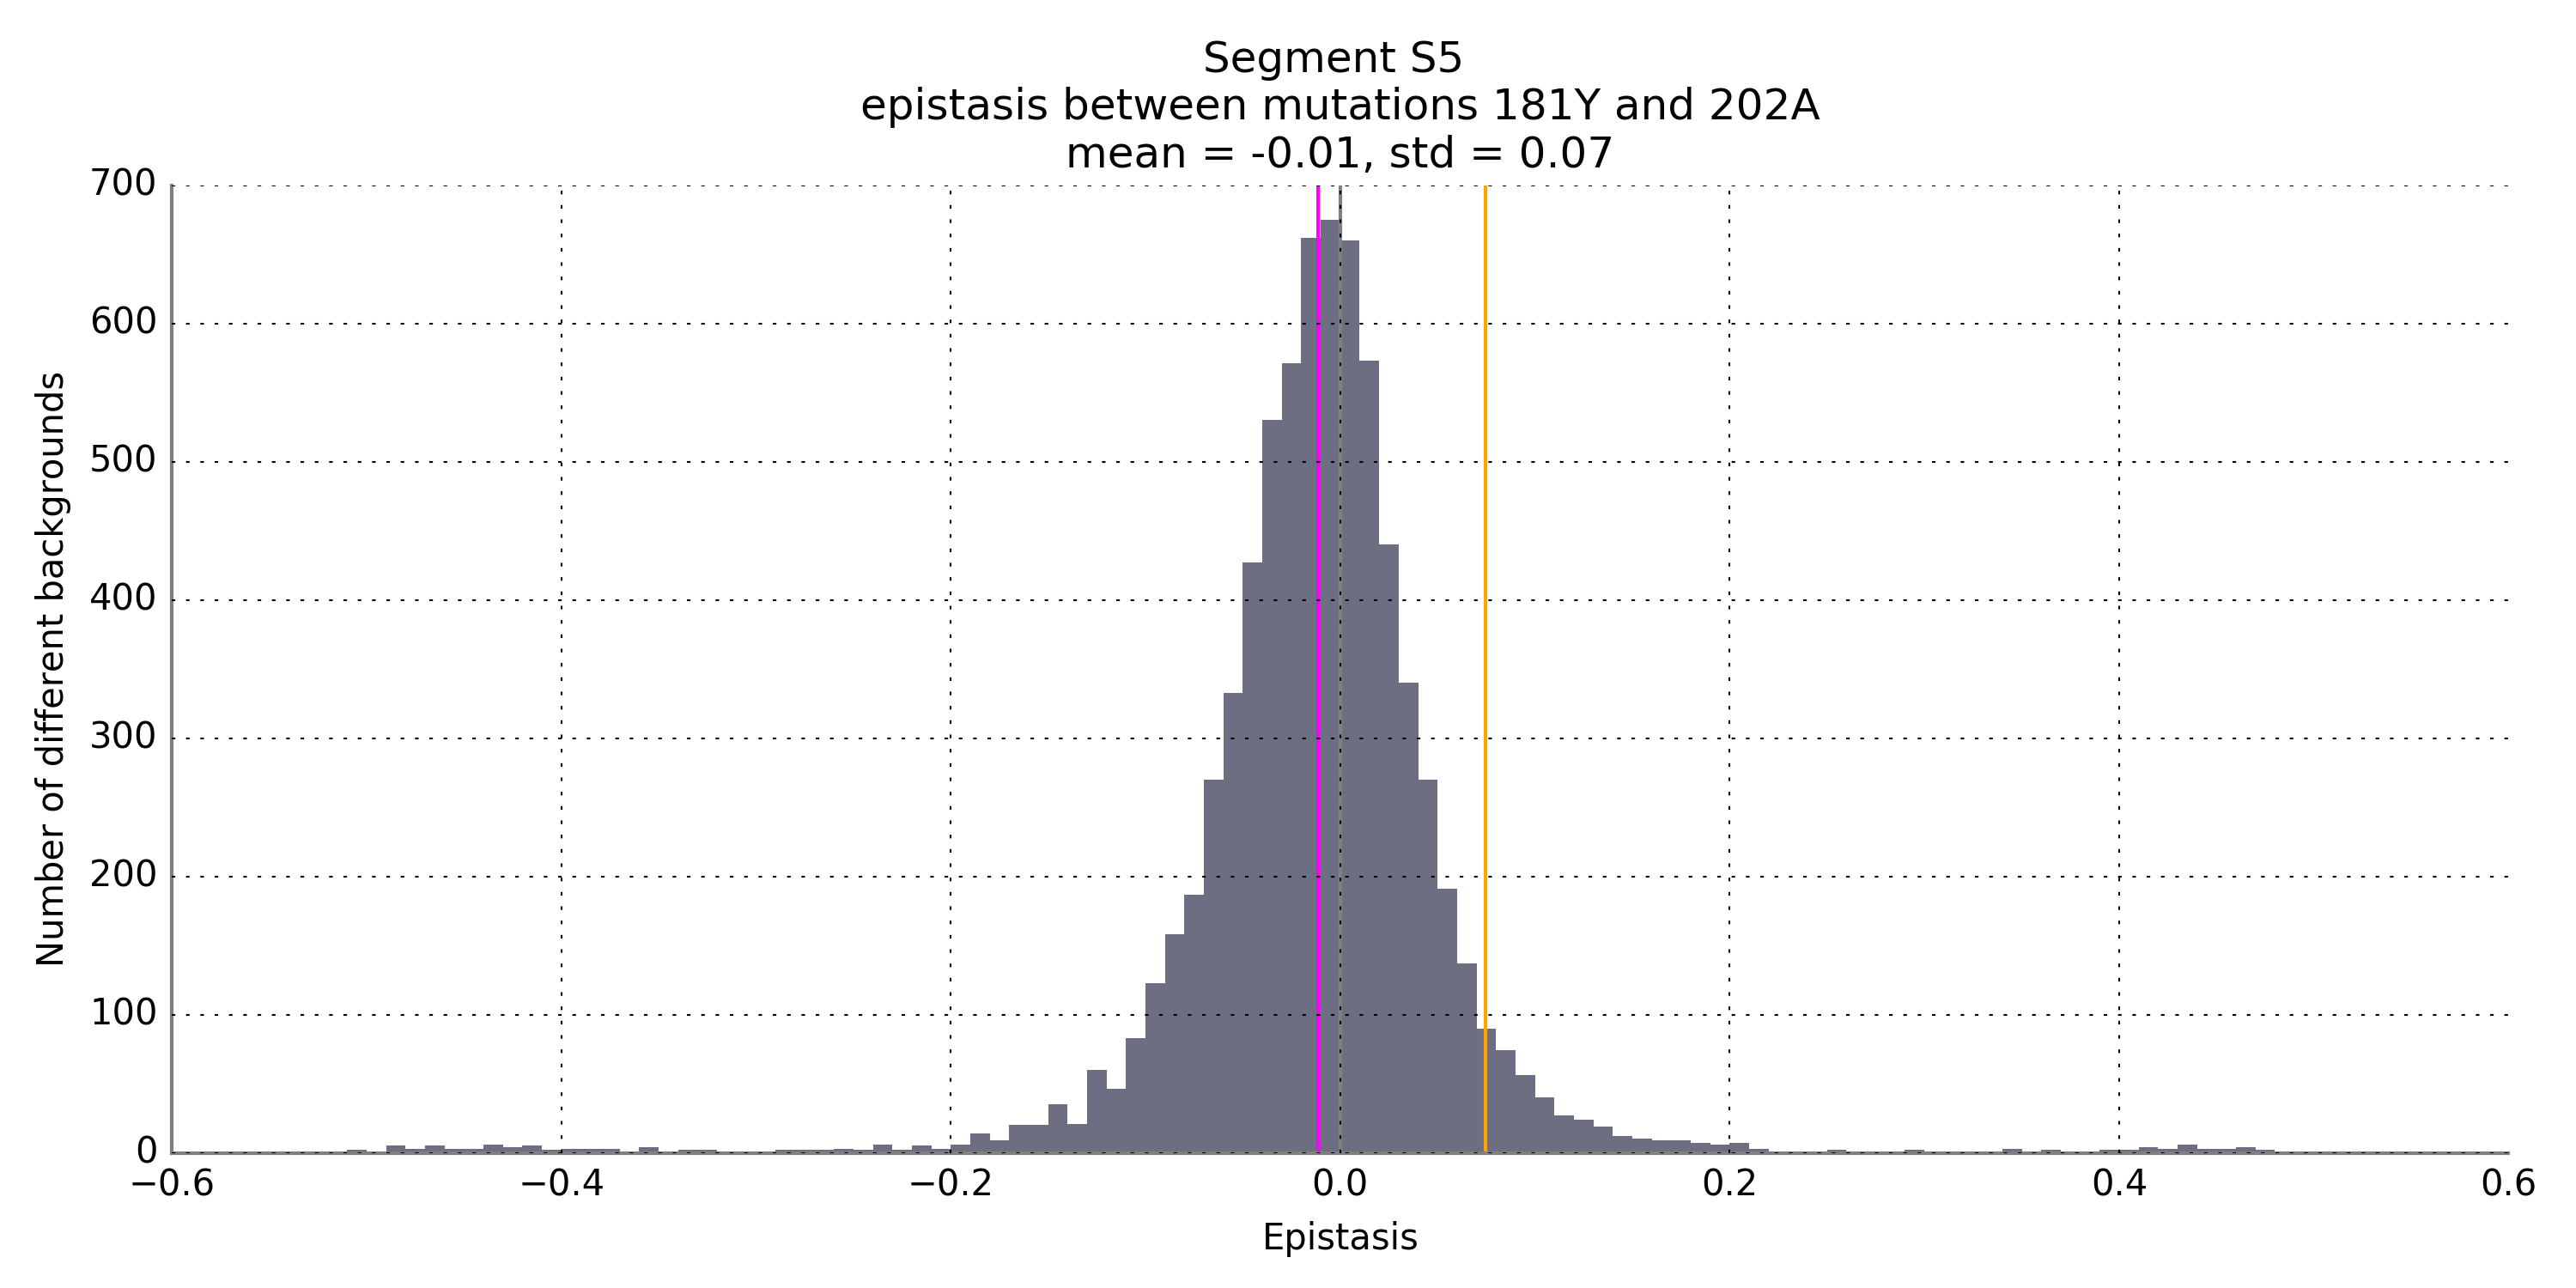 Segment S5
epistasis between mutations 181Y and 202A
mean = -0.01, std = 0.07
700
600
500
400
300
200
100
0
Number of different backgrounds
−0.6 −0.4 −0.2 0.0 0.2 0.4 0.6
Epistasis